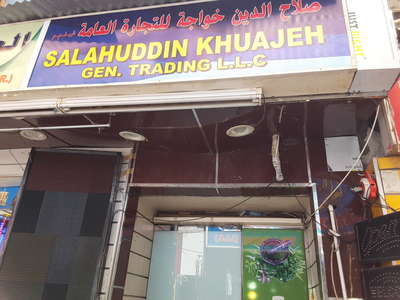 صلاح الدين خواجة للتجارة العامة
SALAHUDDIN KHUAJEH
GEN. TRADING L.L.C